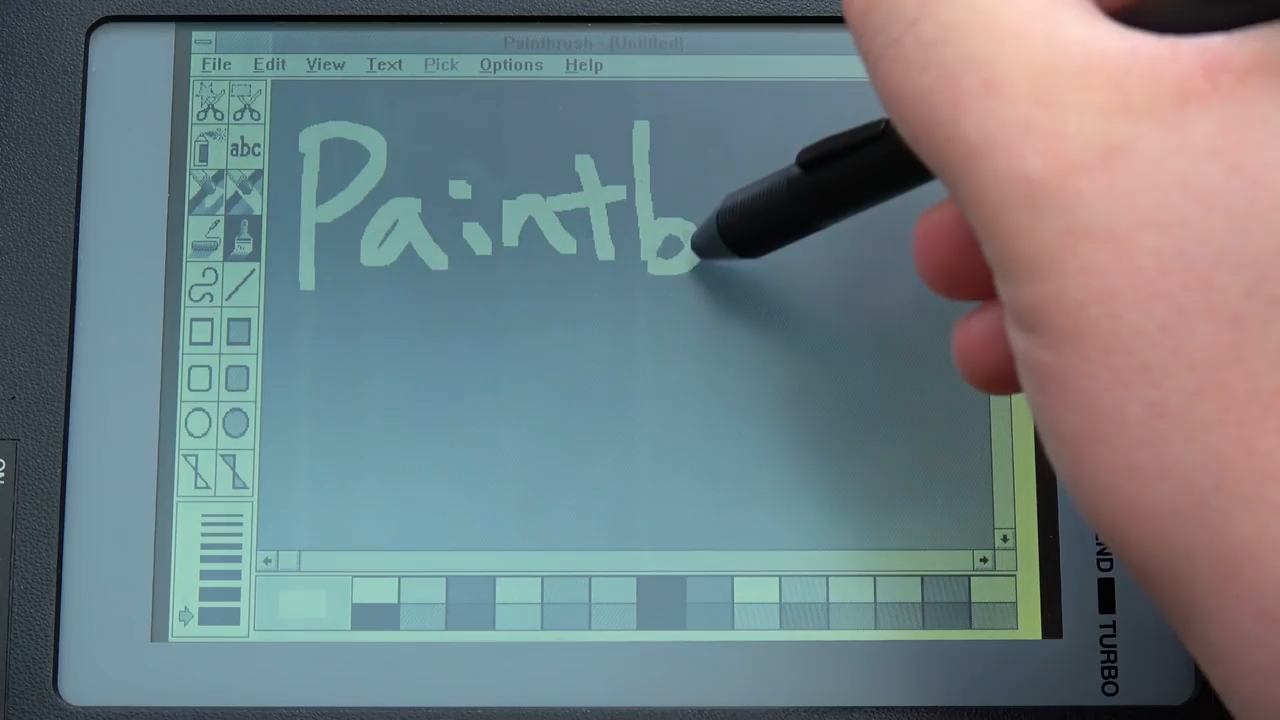 Paintbrush - [Untitled]
File Edit View Text Pick Options Help
abc
Paintb
TURBO